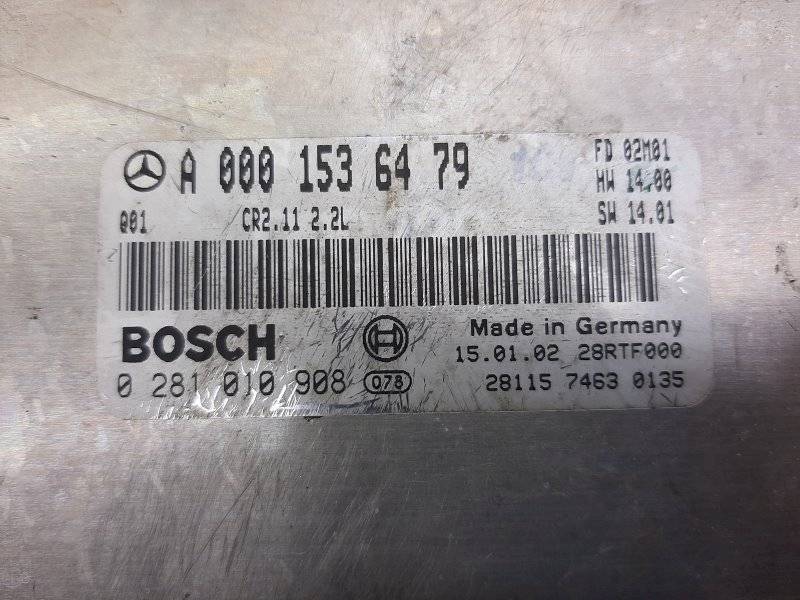 A 000 153 64 79
FD 02M01
HW 14.00
Q01 CR2.11 2.2L SW 14.01
BOSCH
Made in Germany
15.01.02 28RTF000
0 281 010 908 078 28115 7463 0135